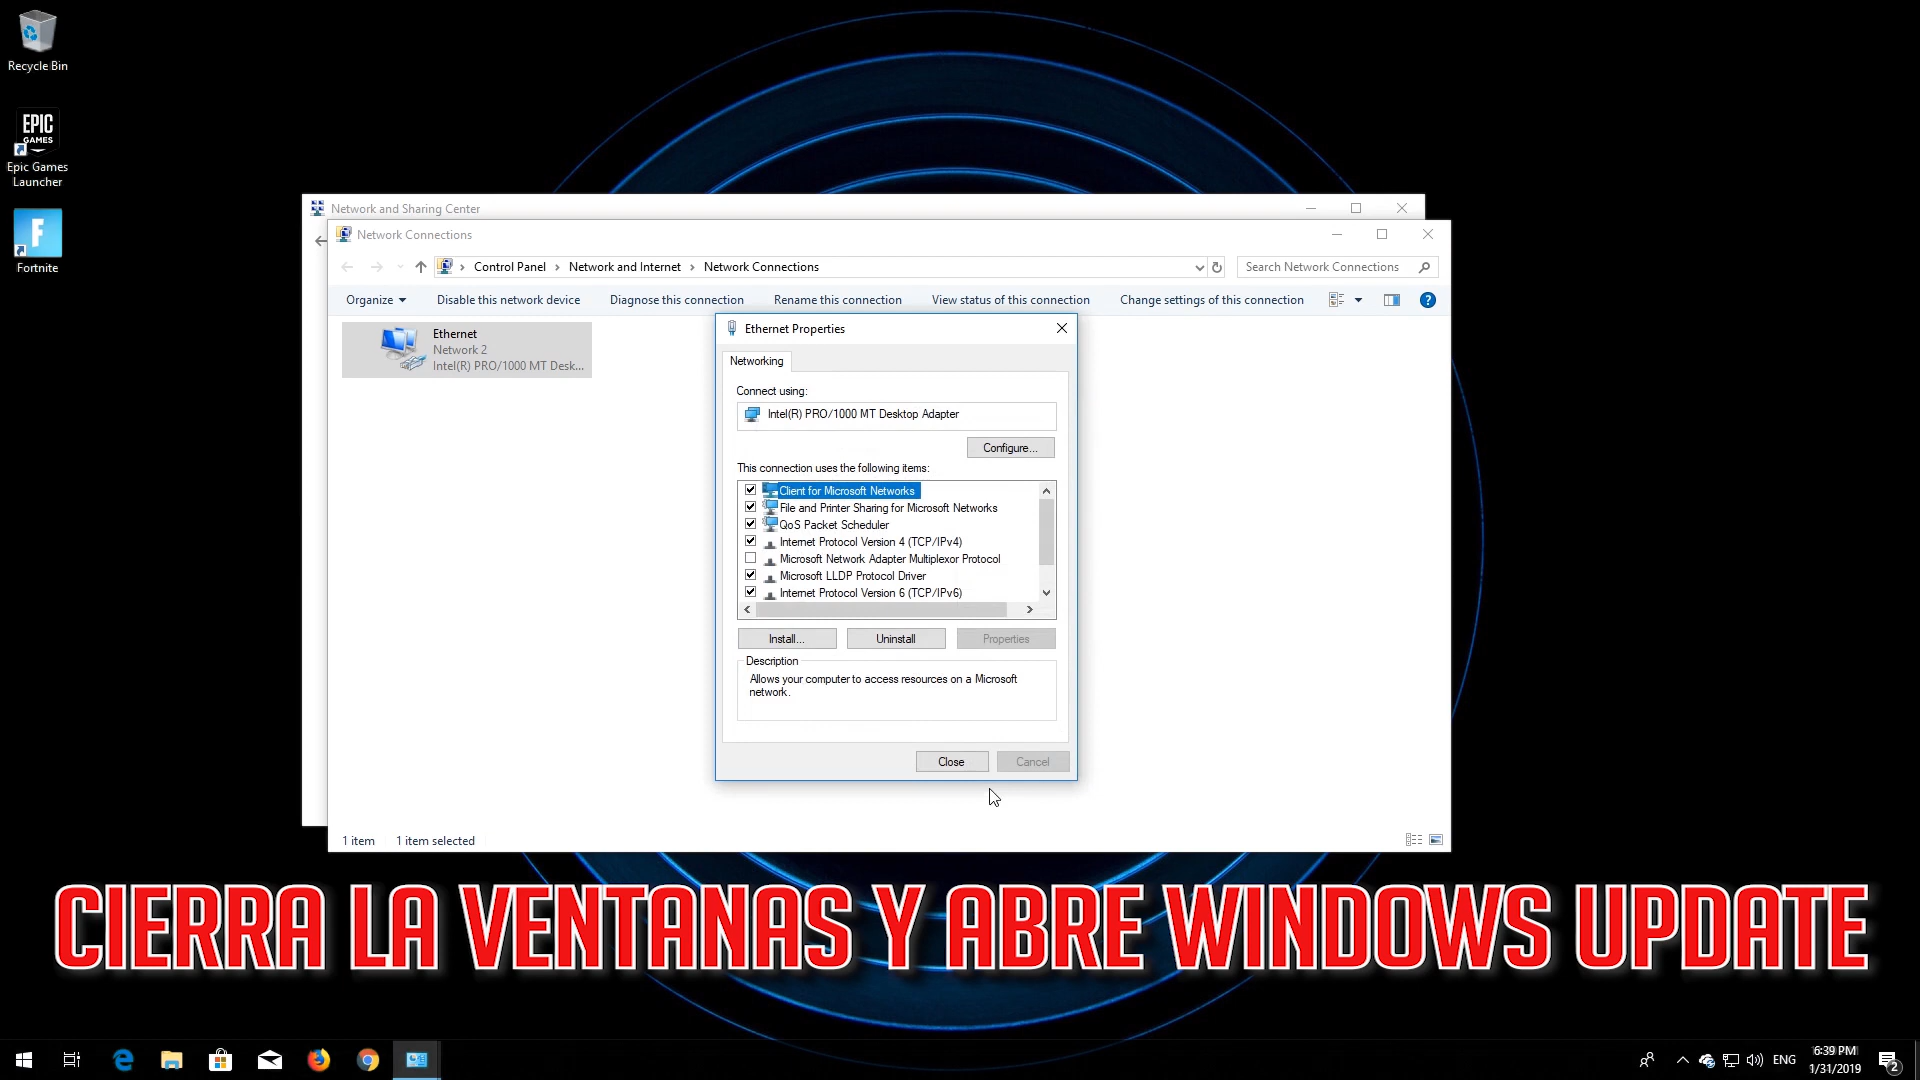 Recycle Bin
EPIC
GAMES
Epic Games
Launcher
F
Fortnite
Network and Sharing Center
Network Connections
Control Panel > Network and Internet > Network Connections
Search Network Connections
Organize
Disable this network device
Diagnose this connection
Rename this connection
View status of this connection
Change settings of this connection
?
Ethernet
Network 2
Intel(R) PRO/1000 MT Desk...
Ethernet Properties
Networking
Connect using:
Intel(R) PRO/1000 MT Desktop Adapter
Configure...
This connection uses the following items:
Client for Microsoft Networks
File and Printer Sharing for Microsoft Networks
QoS Packet Scheduler
Internet Protocol Version 4 (TCP/IPv4)
Microsoft Network Adapter Multiplexor Protocol
Microsoft LLDP Protocol Driver
Internet Protocol Version 6 (TCP/IPv6)
Install...
Uninstall
Properties
Description
Allows your computer to access resources on a Microsoft
network.
Close
Cancel
1 item
1 item selected
CIERRA LA VENTANAS Y ABRE WINDOWS UPDATE
ENG
6:39 PM
1/31/2019
2